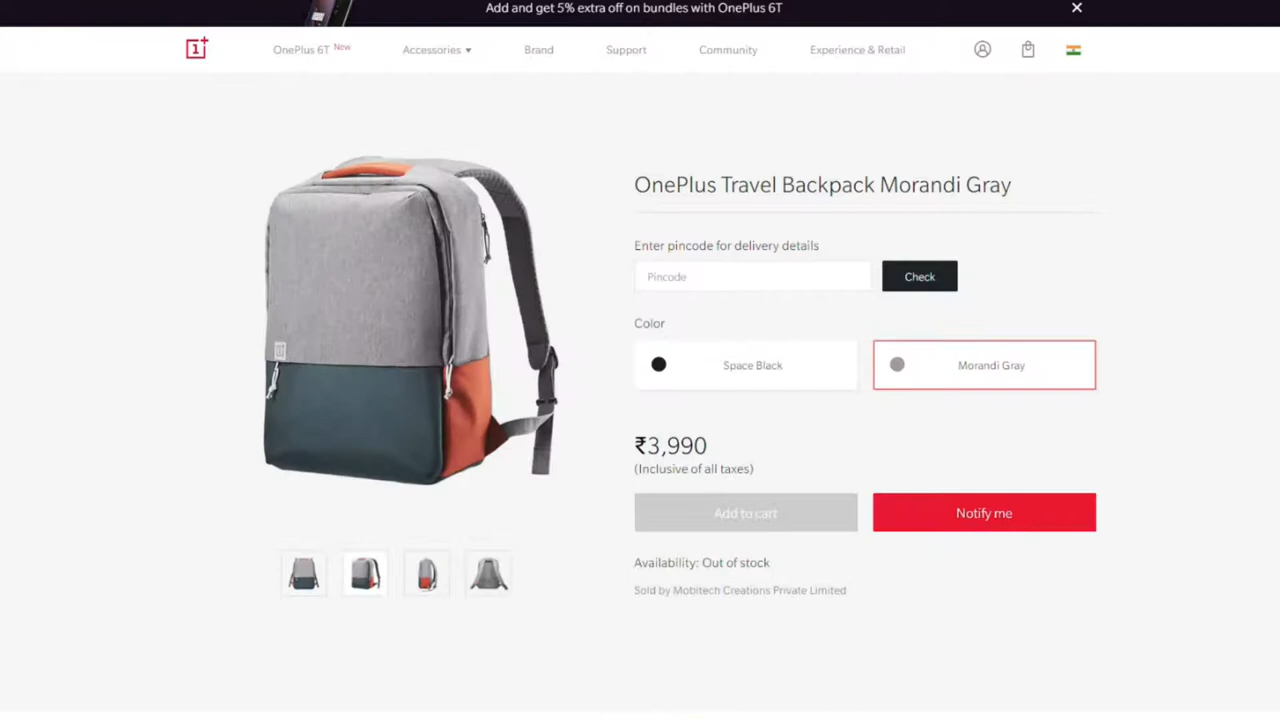 Add and get 5% extra off on bundles with OnePlus 6T
OnePlus 6T New
Accessories
Brand
Support
Community
Experience & Retail
OnePlus Travel Backpack Morandi Gray
Enter pincode for delivery details
Pincode
Check
Color
Space Black
Morandi Gray
₹3,990
(Inclusive of all taxes)
Add to cart
Notify me
Availability: Out of stock
Sold by Mobitech Creations Private Limited